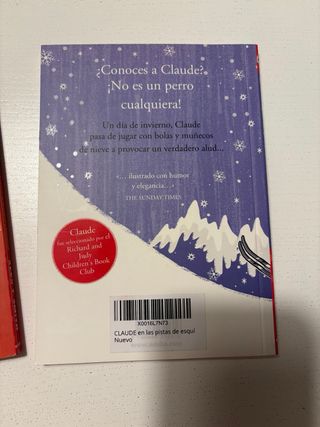 ¿Conoces a Claude?
¡No es un perro
cualquiera!
Un día de invierno, Claude
pasa de jugar con bolas y muñecos
de nieve a provocar un verdadero alud...
«... ilustrado con humor
y elegancia...»
THE SUNDAY TIMES
Claude
fue seleccionado por el
Richard and
Judy
Children's Book
Club
X0016L7N73
CLAUDE en las pistas de esquí
Nuevo